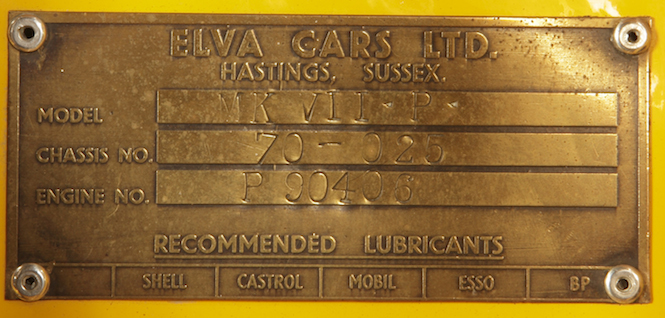 ELVA CARS LTD.
HASTINGS, SUSSEX.
MODEL MK VII · P ·
CHASSIS NO. 70-025
ENGINE NO. P 90406
RECOMMENDED LUBRICANTS
SHELL CASTROL MOBIL ESSO BP